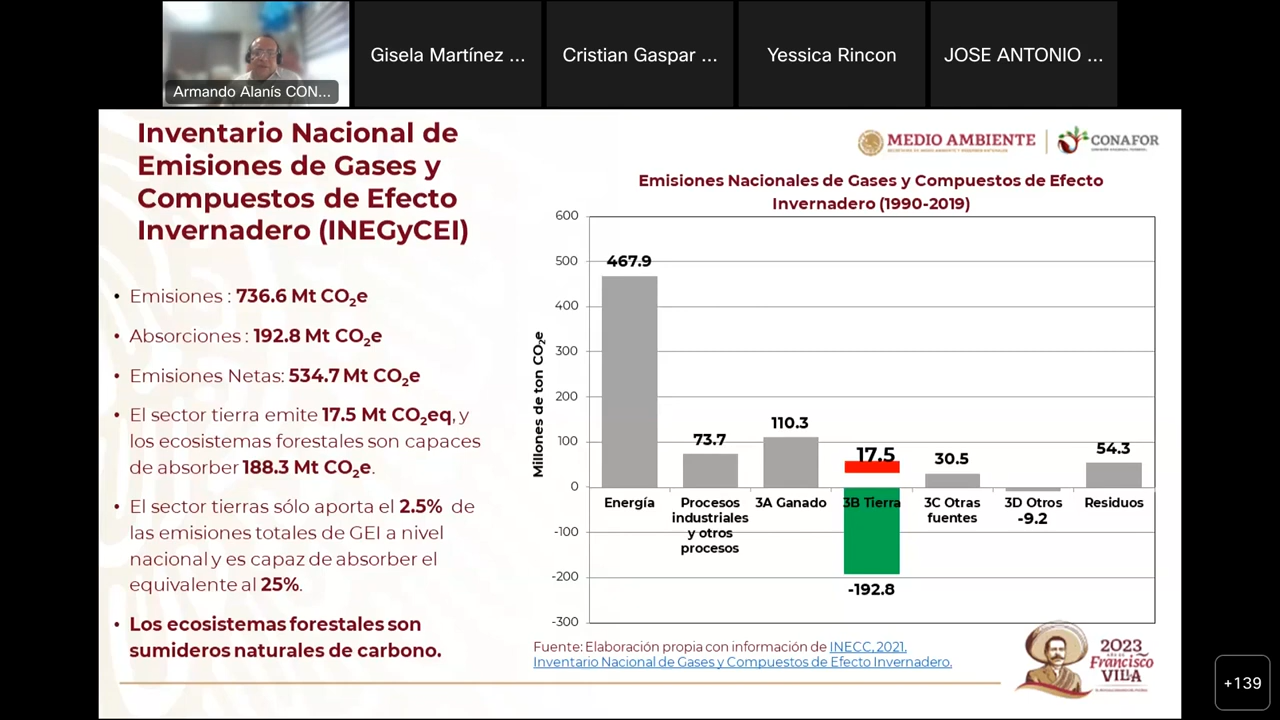 Armando Alanís CON...
Gisela Martínez ...
Cristian Gaspar ...
Yessica Rincon
JOSE ANTONIO ...
Inventario Nacional de
Emisiones de Gases y
Compuestos de Efecto
Invernadero (INEGyCEI)
• Emisiones : 736.6 Mt CO₂e
• Absorciones : 192.8 Mt CO₂e
• Emisiones Netas: 534.7 Mt CO₂e
• El sector tierra emite 17.5 Mt CO₂eq, y
los ecosistemas forestales son capaces
de absorber 188.3 Mt CO₂e.
• El sector tierras sólo aporta el 2.5% de
las emisiones totales de GEI a nivel
nacional y es capaz de absorber el
equivalente al 25%.
• Los ecosistemas forestales son
sumideros naturales de carbono.
MEDIO AMBIENTE
CONAFOR
Emisiones Nacionales de Gases y Compuestos de Efecto
Invernadero (1990-2019)
Millones de ton CO₂e
600
500
400
300
200
100
0
-100
-200
-300
467.9
73.7
110.3
17.5
30.5
54.3
Energía
Procesos
industriales
y otros
procesos
3A Ganado
3B Tierra
3C Otras
fuentes
3D Otros
-9.2
Residuos
-192.8
Fuente: Elaboración propia con información de INECC, 2021.
Inventario Nacional de Gases y Compuestos de Efecto Invernadero.
2023
Francisco
VILLA
+139